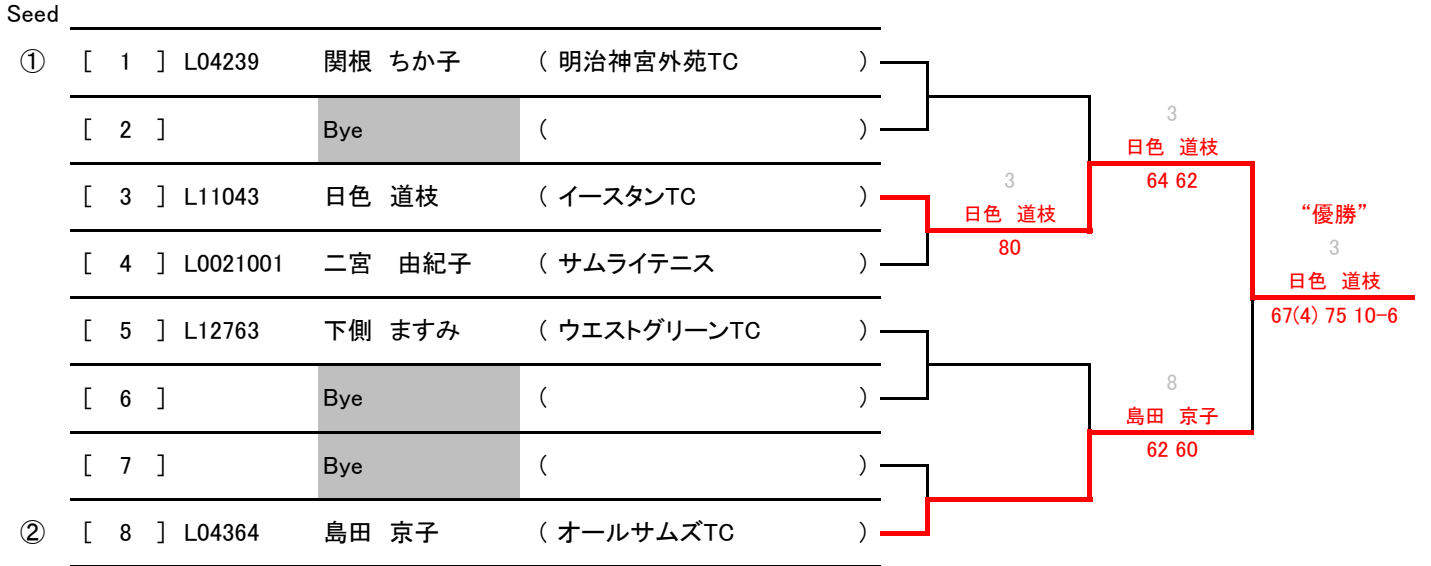 Seed
① [ 1 ] L04239 関根 ちか子 ( 明治神宮外苑TC )
[ 2 ] Bye ( )
[ 3 ] L11043 日色 道枝 ( イースタンTC )
[ 4 ] L0021001 二宮 由紀子 ( サムライテニス )
[ 5 ] L12763 下側 ますみ ( ウエストグリーンTC )
[ 6 ] Bye ( )
[ 7 ] Bye ( )
② [ 8 ] L04364 島田 京子 ( オールサムズTC )
3
日色 道枝
80
3
日色 道枝
64 62
8
島田 京子
62 60
“優勝”
3
日色 道枝
67(4) 75 10-6